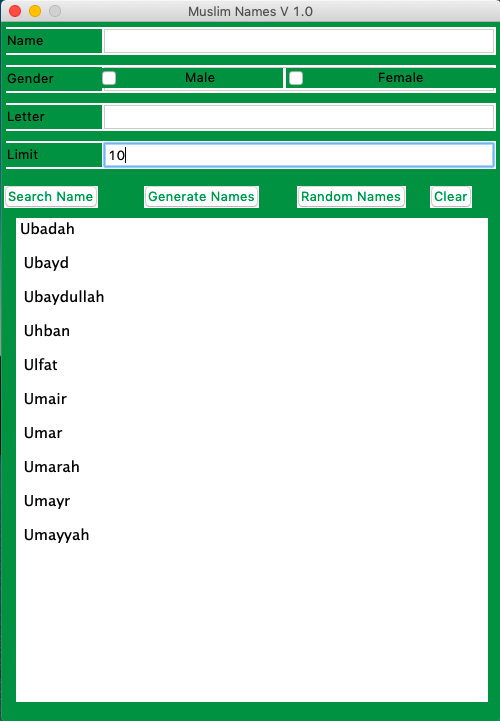 Muslim Names V 1.0
Name
Gender Male Female
Letter
Limit 10
Search Name Generate Names Random Names Clear
Ubadah
Ubayd
Ubaydullah
Uhban
Ulfat
Umair
Umar
Umarah
Umayr
Umayyah